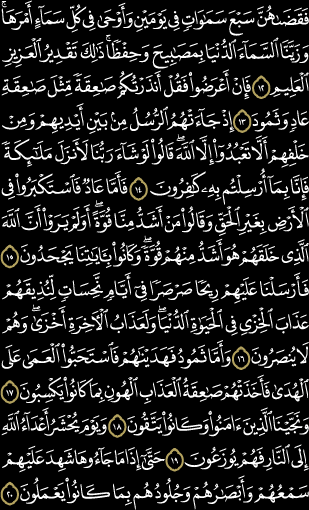 فَقَضَىٰهُنَّ سَبْعَ سَمَٰوَاتٍ فِي يَوْمَيْنِ وَأَوْحَىٰ فِي كُلِّ سَمَآءٍ أَمْرَهَاۚ
وَزَيَّنَّا ٱلسَّمَآءَ ٱلدُّنْيَا بِمَصَٰبِيحَ وَحِفْظٗاۚ ذَٰلِكَ تَقْدِيرُ ٱلْعَزِيزِ
ٱلْعَلِيمِ ١٢ فَإِنْ أَعْرَضُوا۟ فَقُلْ أَنذَرْتُكُمْ صَٰعِقَةٗ مِّثْلَ صَٰعِقَةِ
عَادٖ وَثَمُودَ ١٣ إِذْ جَآءَتْهُمُ ٱلرُّسُلُ مِنۢ بَيْنِ أَيْدِيهِمْ وَمِنْ
خَلْفِهِمْ أَلَّا تَعْبُدُوٓا۟ إِلَّا ٱللَّهَۖ قَالُوا۟ لَوْ شَآءَ رَبُّنَا لَأَنزَلَ مَلَٰٓئِكَةٗ
فَإِنَّا بِمَآ أُرْسِلْتُم بِهِۦ كَٰفِرُونَ ١٤ فَأَمَّا عَادٞ فَٱسْتَكْبَرُوا۟ فِي
ٱلْأَرْضِ بِغَيْرِ ٱلْحَقِّ وَقَالُوا۟ مَنْ أَشَدُّ مِنَّا قُوَّةًۖ أَوَلَمْ يَرَوْا۟ أَنَّ ٱللَّهَ
ٱلَّذِي خَلَقَهُمْ هُوَ أَشَدُّ مِنْهُمْ قُوَّةٗۖ وَكَانُوا۟ بِـَٔايَٰتِنَا يَجْحَدُونَ ١٥
فَأَرْسَلْنَا عَلَيْهِمْ رِيحٗا صَرْصَرٗا فِيٓ أَيَّامٖ نَّحِسَاتٖ لِّنُذِيقَهُمْ
عَذَابَ ٱلْخِزْيِ فِي ٱلْحَيَوٰةِ ٱلدُّنْيَاۖ وَلَعَذَابُ ٱلْأٓخِرَةِ أَخْزَىٰۖ وَهُمْ
لَا يُنصَرُونَ ١٦ وَأَمَّا ثَمُودُ فَهَدَيْنَٰهُمْ فَٱسْتَحَبُّوا۟ ٱلْعَمَىٰ عَلَى
ٱلْهُدَىٰ فَأَخَذَتْهُمْ صَٰعِقَةُ ٱلْعَذَابِ ٱلْهُونِ بِمَا كَانُوا۟ يَكْسِبُونَ ١٧
وَنَجَّيْنَا ٱلَّذِينَ ءَامَنُوا۟ وَكَانُوا۟ يَتَّقُونَ ١٨ وَيَوْمَ يُحْشَرُ أَعْدَآءُ ٱللَّهِ
إِلَى ٱلنَّارِ فَهُمْ يُوزَعُونَ ١٩ حَتَّىٰٓ إِذَا مَا جَآءُوهَا شَهِدَ عَلَيْهِمْ
سَمْعُهُمْ وَأَبْصَٰرُهُمْ وَجُلُودُهُم بِمَا كَانُوا۟ يَعْمَلُونَ ٢٠